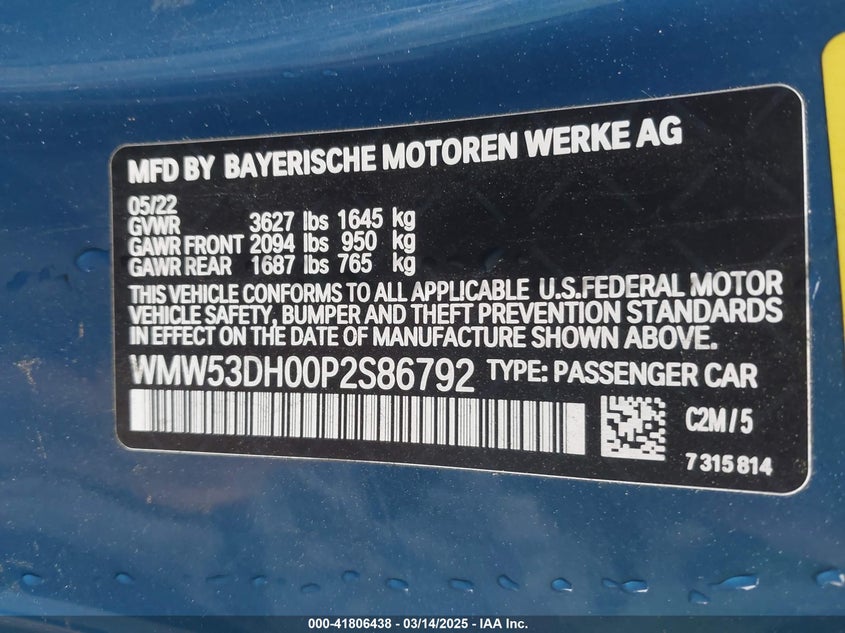 MFD BY BAYERISCHE MOTOREN WERKE AG
05/22
GVWR 3627 lbs 1645 kg
GAWR FRONT 2094 lbs 950 kg
GAWR REAR 1687 lbs 765 kg
THIS VEHICLE CONFORMS TO ALL APPLICABLE U.S.FEDERAL MOTOR
VEHICLE SAFETY, BUMPER AND THEFT PREVENTION STANDARDS
IN EFFECT ON THE DATE OF MANUFACTURE SHOWN ABOVE.
WMW53DH00P2S86792 TYPE: PASSENGER CAR
C2M/5
7315814
000-41806438 - 03/14/2025 - IAA Inc.